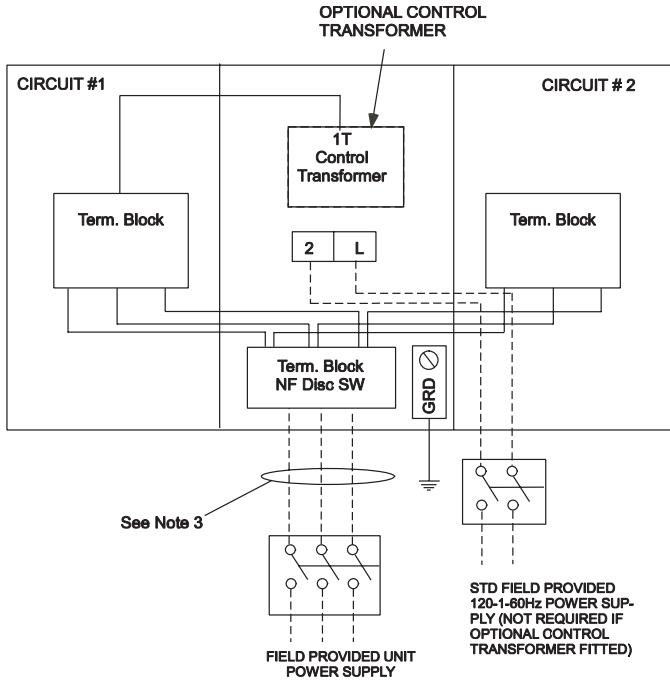 OPTIONAL CONTROL
TRANSFORMER
CIRCUIT #1
CIRCUIT # 2
1T
Control
Transformer
Term. Block
Term. Block
2
L
Term. Block
NF Disc SW
GRD
See Note 3
STD FIELD PROVIDED
120-1-60Hz POWER SUP-
PLY (NOT REQUIRED IF
OPTIONAL CONTROL
TRANSFORMER FITTED)
FIELD PROVIDED UNIT
POWER SUPPLY